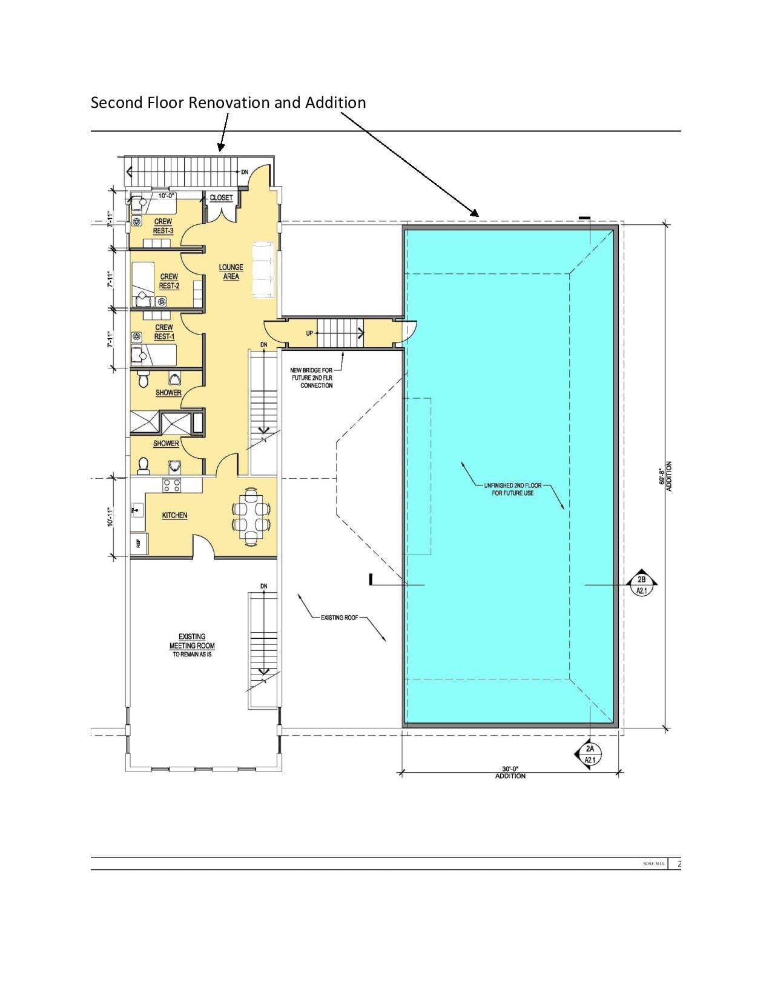 Second Floor Renovation and Addition
DN
10'-0"
CLOSET
7'-11"
CREW
REST-3
LOUNGE
AREA
7'-11"
CREW
REST-2
7'-11"
CREW
REST-1
UP
DN
NEW BRIDGE FOR
FUTURE 2ND FLR
CONNECTION
SHOWER
SHOWER
UNFINISHED 2ND FLOOR
FOR FUTURE USE
69'-8"
ADDITION
10'-11"
KITCHEN
REF
DN
2B
A2.1
EXISTING ROOF
EXISTING
MEETING ROOM
TO REMAIN AS IS
2A
A2.1
30'-0"
ADDITION
SCALE: N.T.S.
2